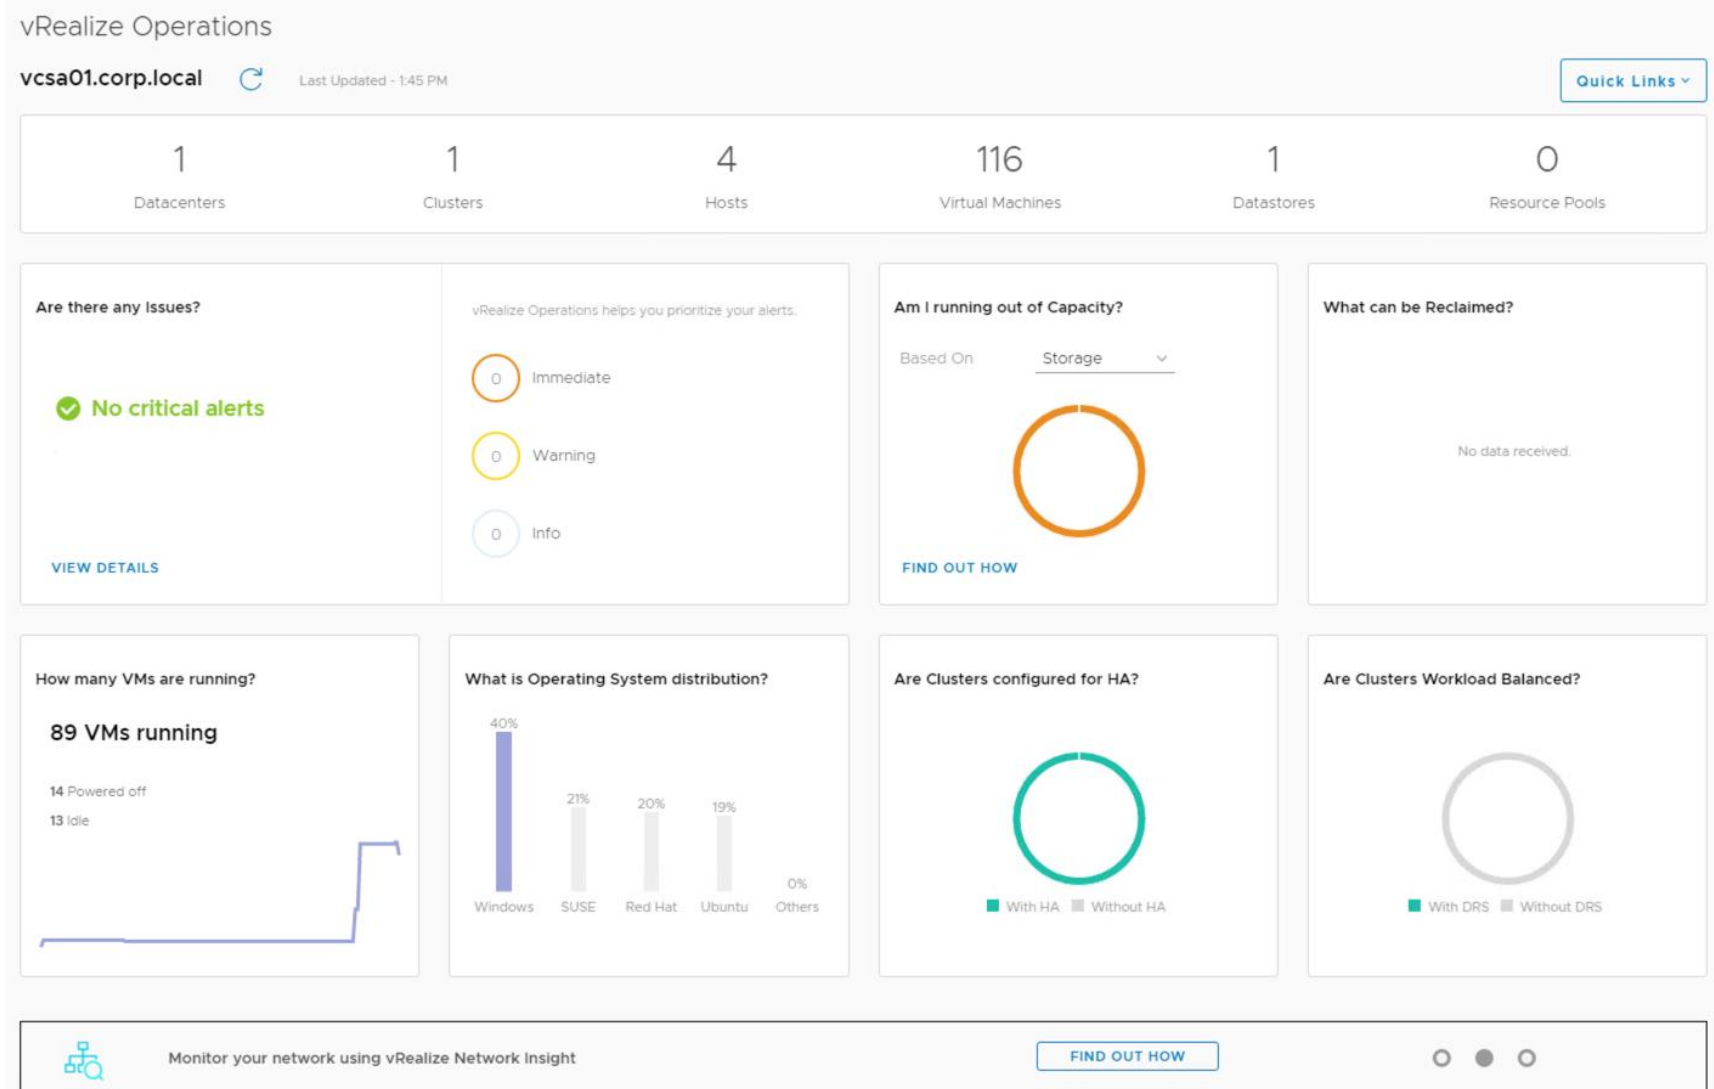 vRealize Operations
vcsa01.corp.local
Last Updated - 1:45 PM
Quick Links
1
Datacenters
1
Clusters
4
Hosts
116
Virtual Machines
1
Datastores
0
Resource Pools
Are there any Issues?
No critical alerts
VIEW DETAILS
vRealize Operations helps you prioritize your alerts.
0 Immediate
0 Warning
0 Info
Am I running out of Capacity?
Based On Storage
FIND OUT HOW
What can be Reclaimed?
No data received.
How many VMs are running?
89 VMs running
14 Powered off
13 Idle
What is Operating System distribution?
40%
21%
20%
19%
0%
Windows SUSE Red Hat Ubuntu Others
Are Clusters configured for HA?
With HA Without HA
Are Clusters Workload Balanced?
With DRS Without DRS
Monitor your network using vRealize Network Insight
FIND OUT HOW